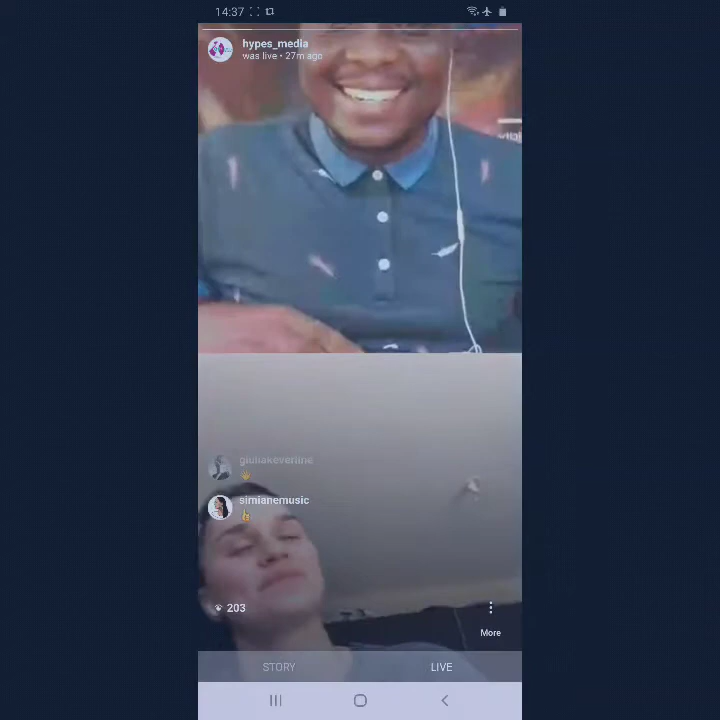 14:37
hypes_media
was live • 27m ago
giuliakeverline
simianemusic
203
More
STORY
LIVE